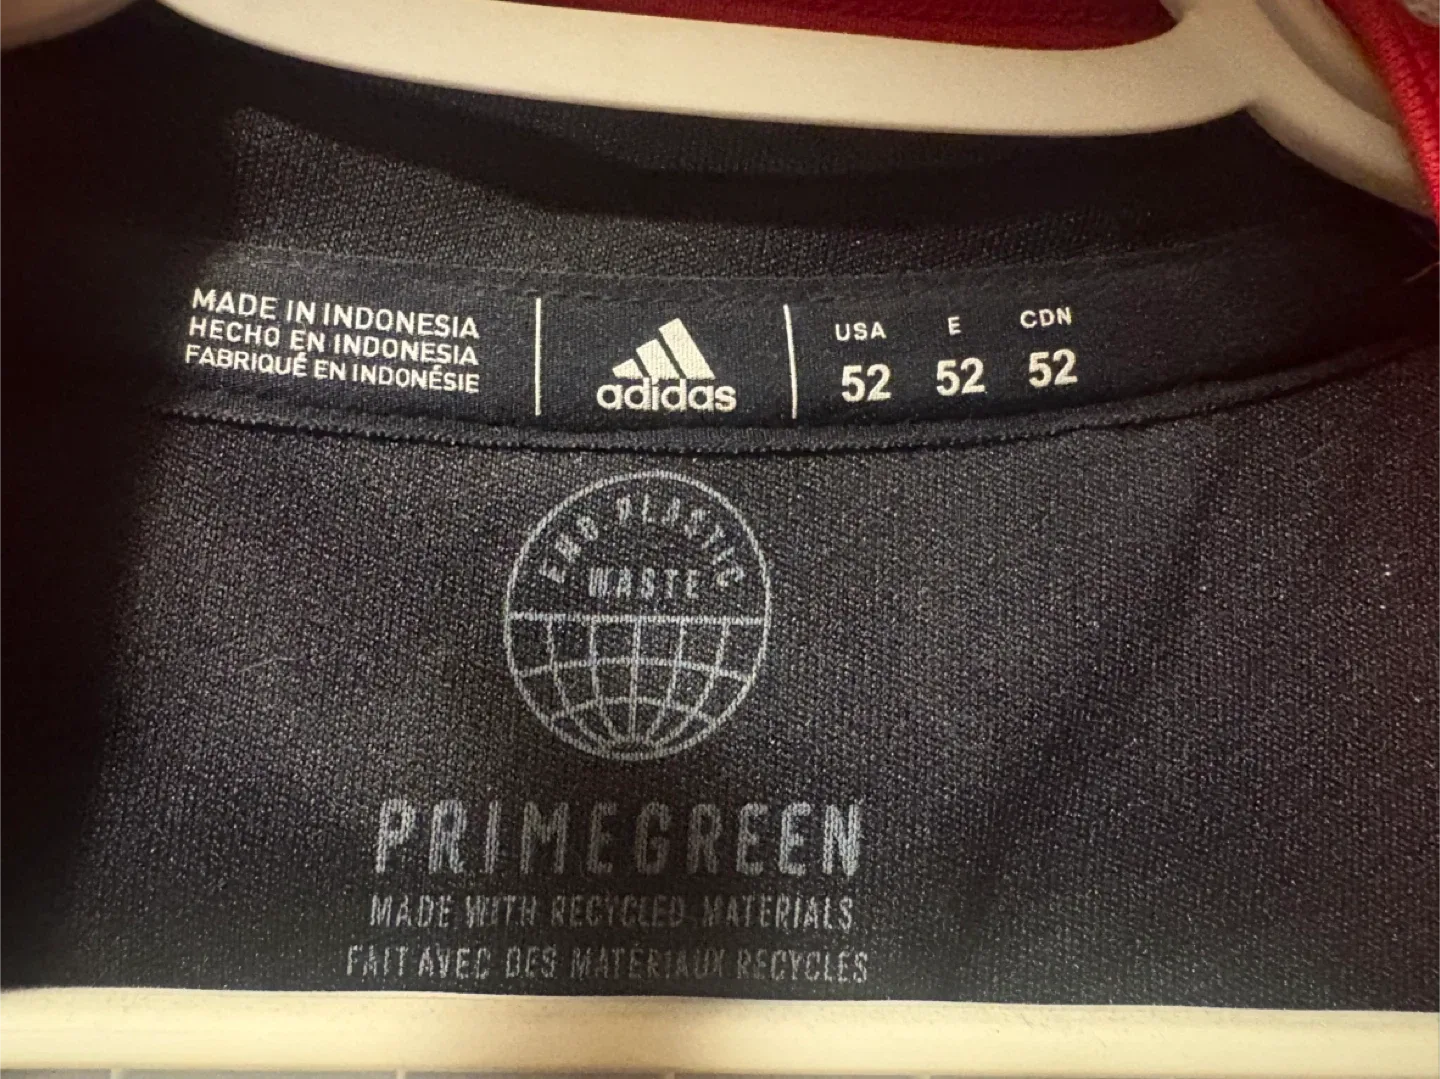 MADE IN INDONESIA
HECHO EN INDONESIA
FABRIQUÉ EN INDONÉSIE
adidas
USA E CDN
52 52 52
END PLASTIC
WASTE
PRIMEGREEN
MADE WITH RECYCLED MATERIALS
FAIT AVEC DES MATÉRIAUX RECYCLÉS